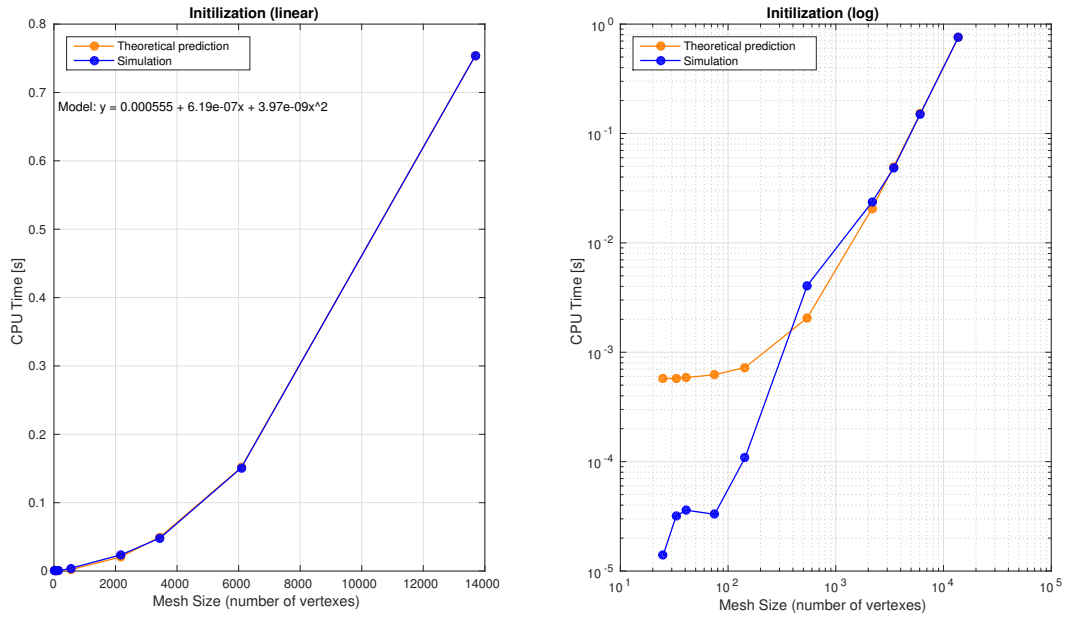 Initilization (linear)
0.8
0.7
0.6
0.5
0.4
0.3
0.2
0.1
0
CPU Time [s]
Theoretical prediction
Simulation
Model: y = 0.000555 + 6.19e-07x + 3.97e-09x^2
0 2000 4000 6000 8000 10000 12000 14000
Mesh Size (number of vertexes)
Initilization (log)
10^0
10^-1
10^-2
10^-3
10^-4
10^-5
CPU Time [s]
Theoretical prediction
Simulation
10^1 10^2 10^3 10^4 10^5
Mesh Size (number of vertexes)